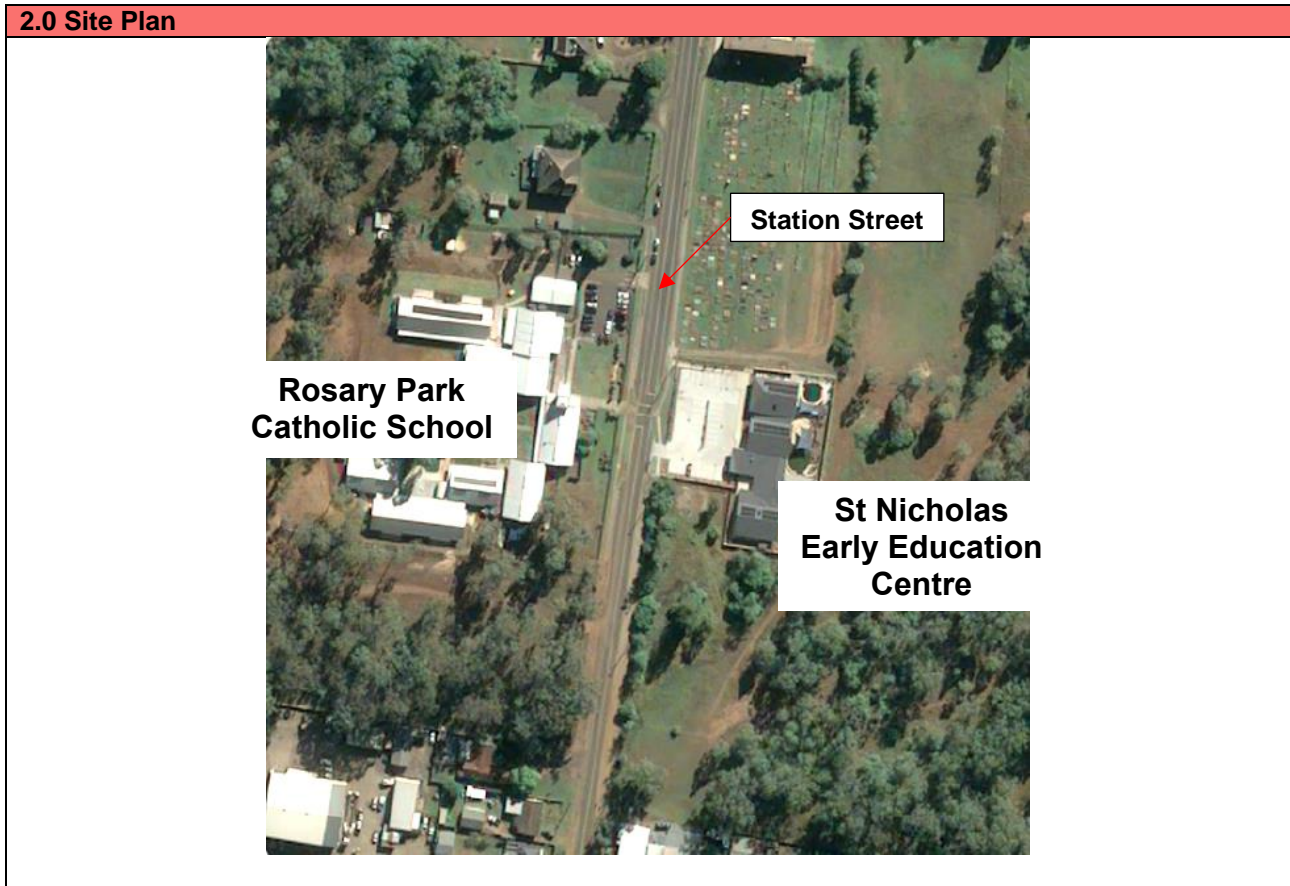 2.0 Site Plan
Station Street
Rosary Park
Catholic School
St Nicholas
Early Education
Centre